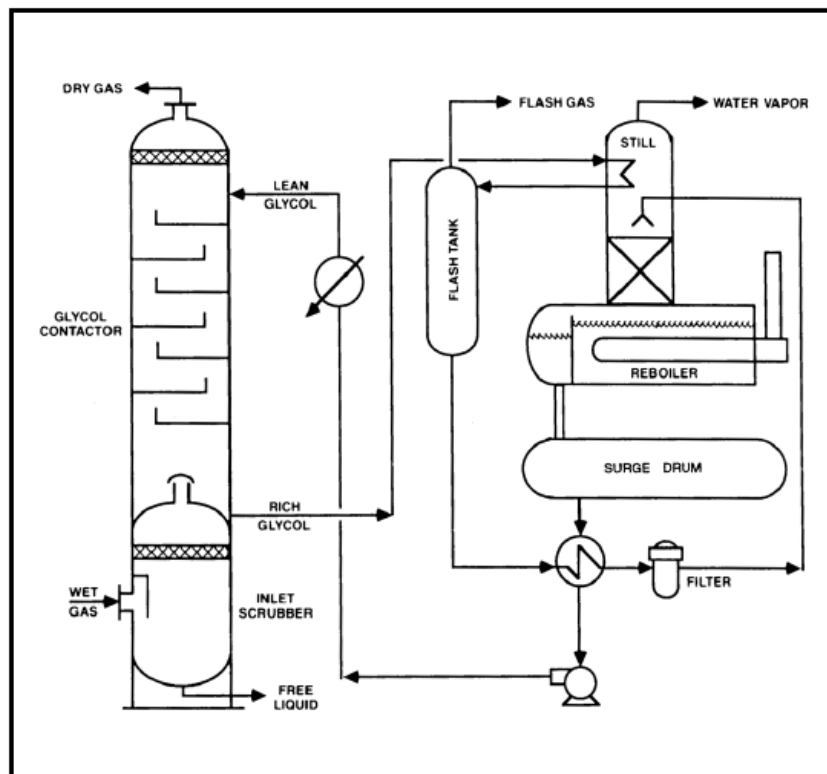 DRY GAS
FLASH GAS
WATER VAPOR
STILL
LEAN
GLYCOL
FLASH TANK
GLYCOL
CONTACTOR
REBOILER
SURGE DRUM
RICH
GLYCOL
FILTER
WET
GAS
INLET
SCRUBBER
FREE
LIQUID